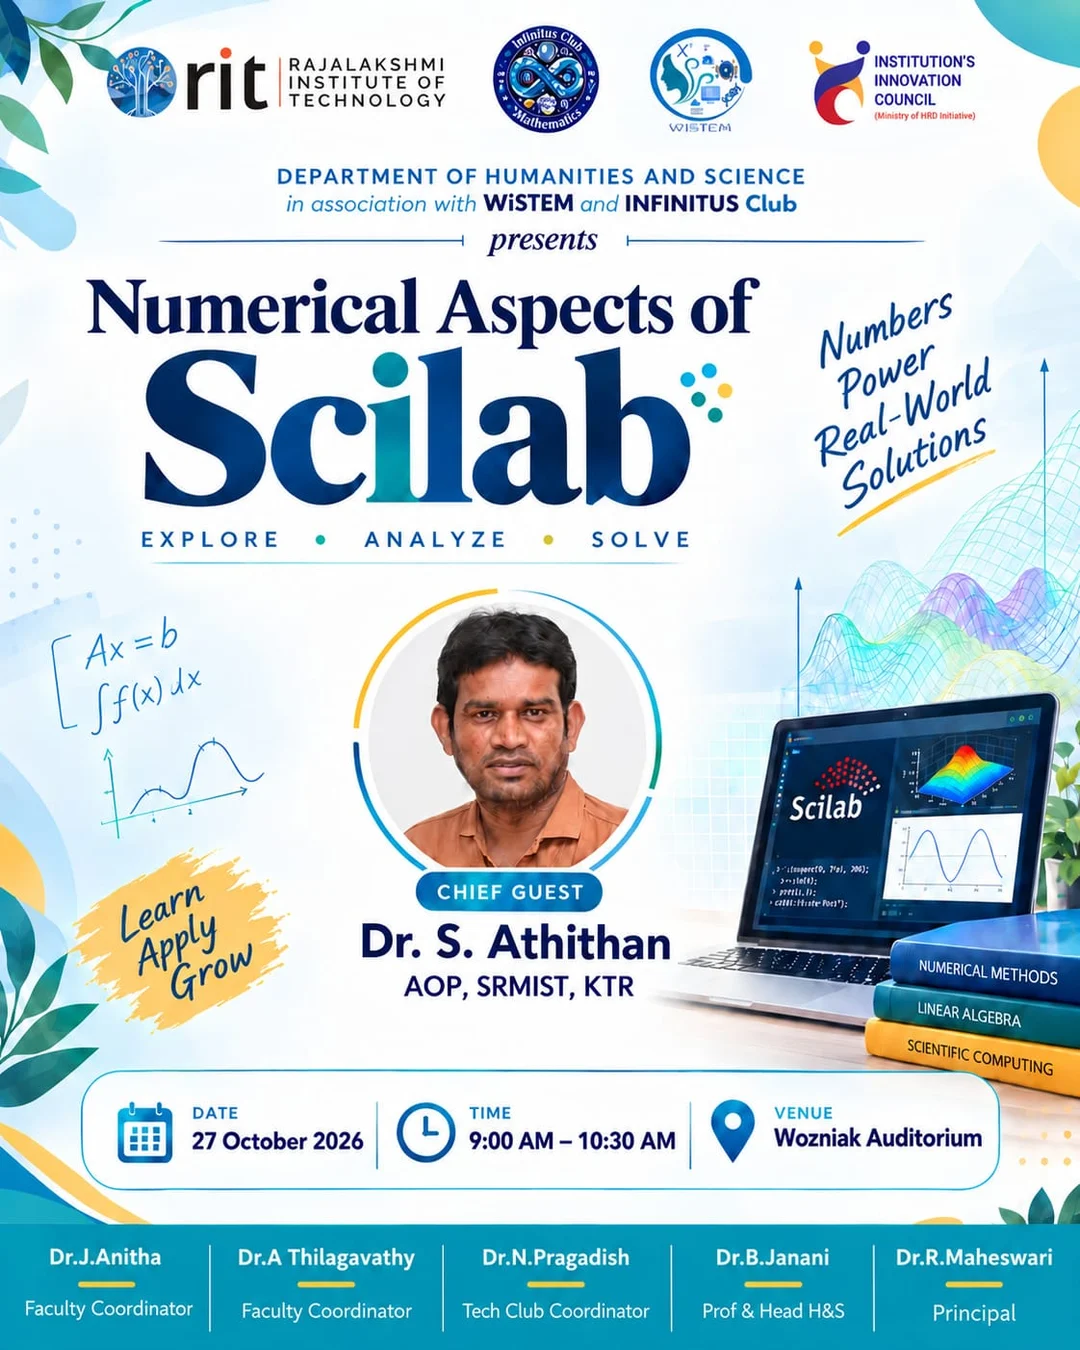 rit
RAJALAKSHMI
INSTITUTE OF
TECHNOLOGY
Infinitus Club
Mathematics
WISTEM
INSTITUTION'S
INNOVATION
COUNCIL
(Ministry of HRD Initiative)
DEPARTMENT OF HUMANITIES AND SCIENCE
in association with WiSTEM and INFINITUS Club
presents
Numerical Aspects of
Scilab
EXPLORE • ANALYZE • SOLVE
Numbers
Power
Real-World
Solutions
Ax = b
∫f(x) dx
Learn
Apply
Grow
CHIEF GUEST
Dr. S. Athithan
AOP, SRMIST, KTR
Scilab
NUMERICAL METHODS
LINEAR ALGEBRA
SCIENTIFIC COMPUTING
DATE
27 October 2026
TIME
9:00 AM – 10:30 AM
VENUE
Wozniak Auditorium
Dr.J.Anitha
Faculty Coordinator
Dr.A Thilagavathy
Faculty Coordinator
Dr.N.Pragadish
Tech Club Coordinator
Dr.B.Janani
Prof & Head H&S
Dr.R.Maheswari
Principal